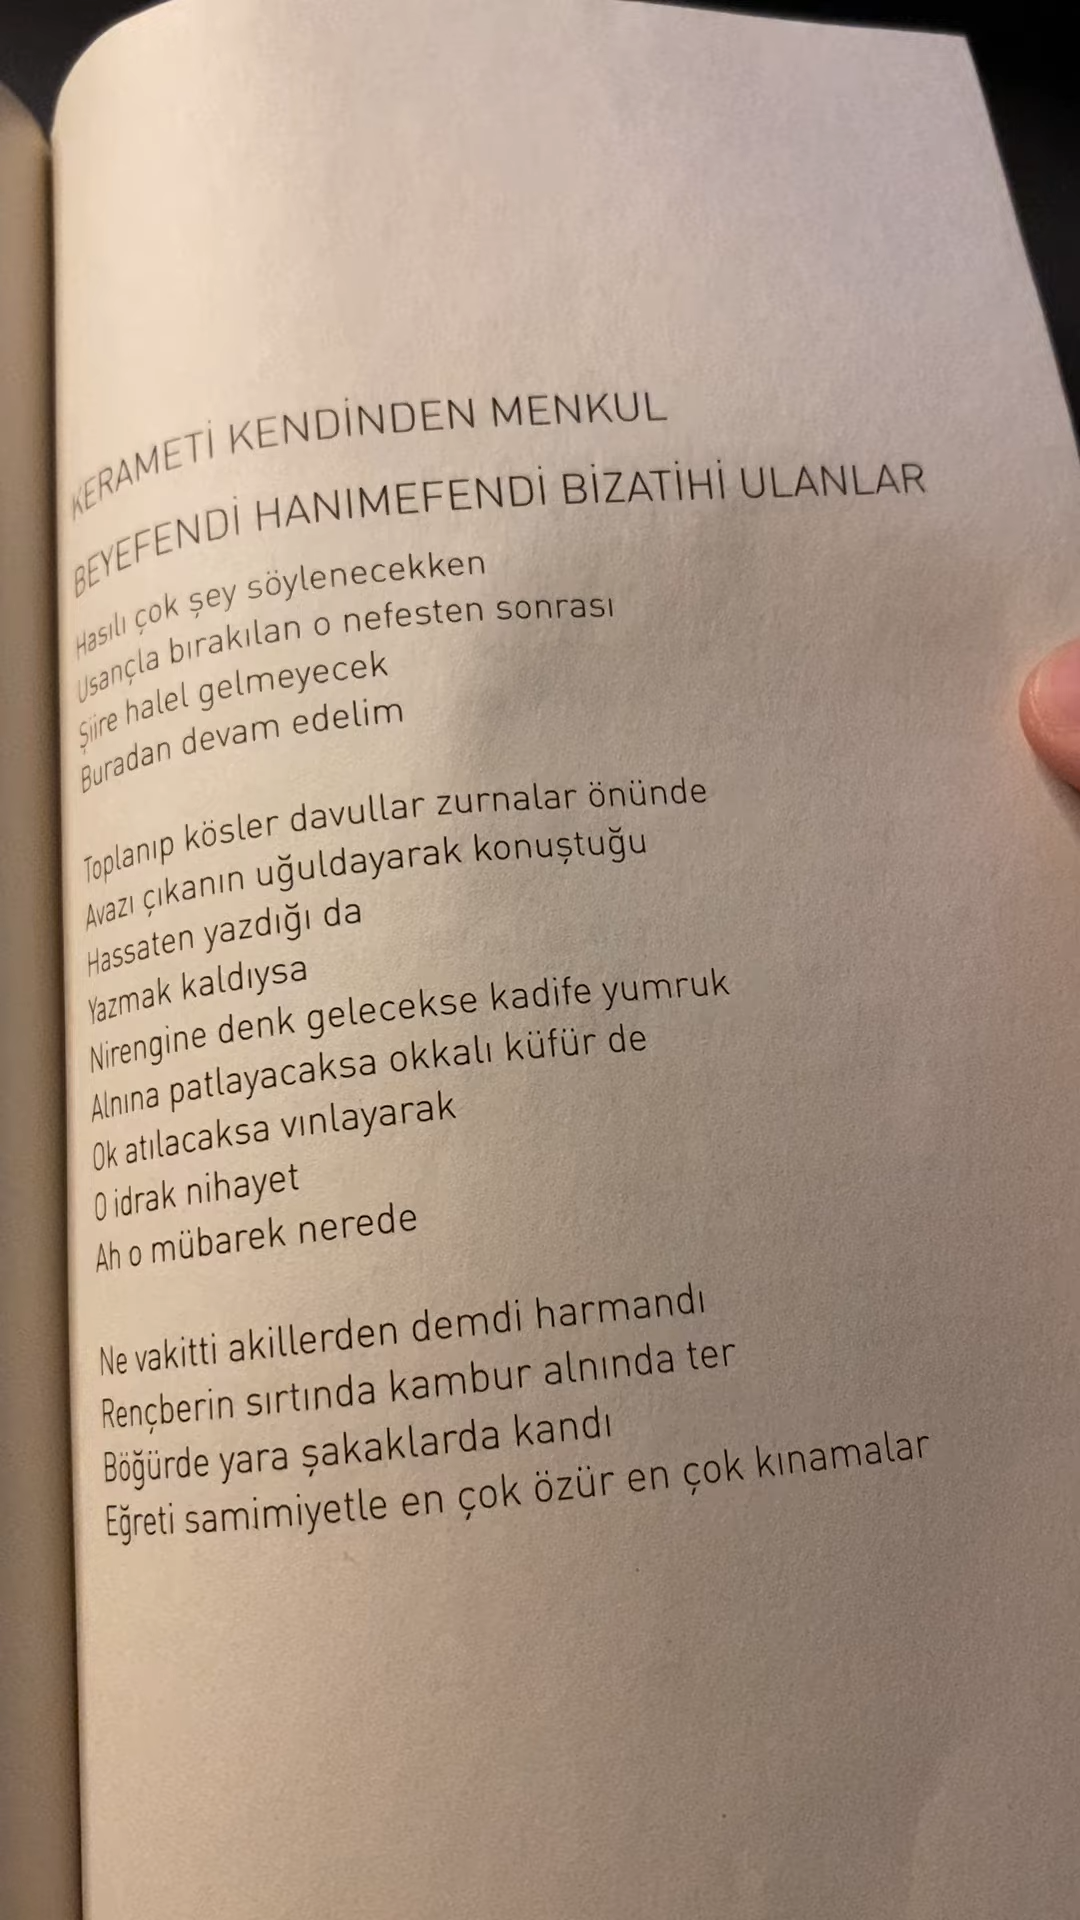 KERAMETİ KENDİNDEN MENKUL
BEYEFENDİ HANIMEFENDİ BİZATİHİ ULANLAR
Hasılı çok şey söylenecekken
Usançla bırakılan o nefesten sonrası
Şiire halel gelmeyecek
Buradan devam edelim
Toplanıp kösler davullar zurnalar önünde
Avazı çıkanın uğuldayarak konuştuğu
Hassaten yazdığı da
Yazmak kaldıysa
Nirengine denk gelecekse kadife yumruk
Alnına patlayacaksa okkalı küfür de
Ok atılacaksa vınlayarak
O idrak nihayet
Ah o mübarek nerede
Ne vakitti akillerden demdi harmandı
Rençberin sırtında kambur alnında ter
Böğürde yara şakaklarda kandı
Eğreti samimiyetle en çok özür en çok kınamalar